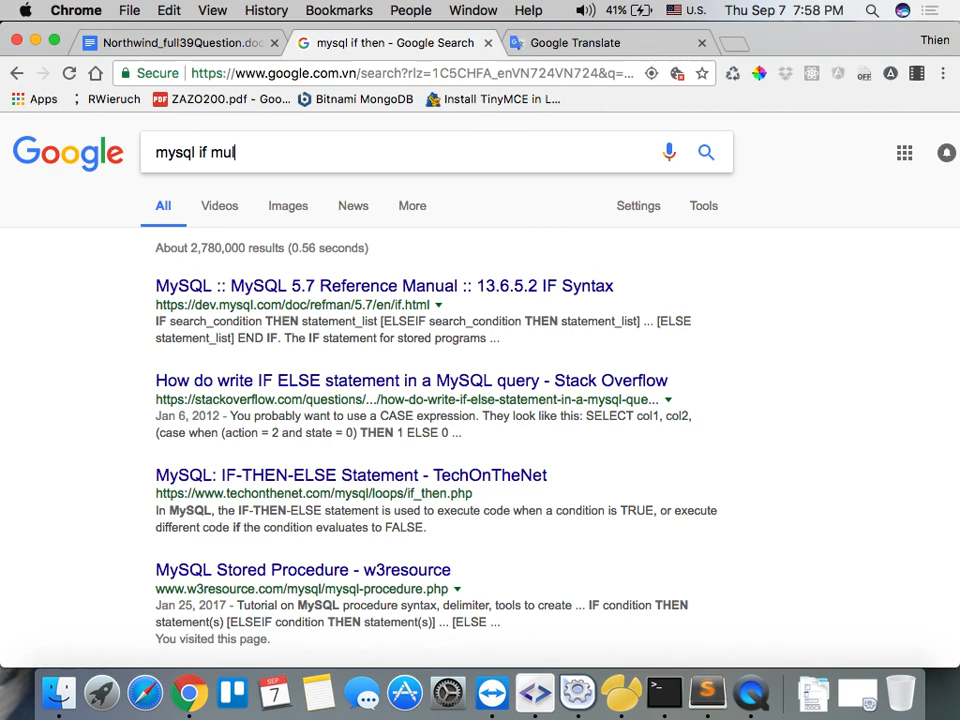 Chrome File Edit View History Bookmarks People Window Help 41% U.S. Thu Sep 7 7:58 PM
Northwind_full39Question.doc mysql if then - Google Search Google Translate Thien
Secure https://www.google.com.vn/search?rlz=1C5CHFA_enVN724VN724&q=...
Apps RWieruch PDF ZAZO200.pdf - Goo... Bitnami MongoDB Install TinyMCE in L...
Google mysql if mul
All Videos Images News More Settings Tools
About 2,780,000 results (0.56 seconds)
MySQL :: MySQL 5.7 Reference Manual :: 13.6.5.2 IF Syntax
https://dev.mysql.com/doc/refman/5.7/en/if.html
IF search_condition THEN statement_list [ELSEIF search_condition THEN statement_list] ... [ELSE
statement_list] END IF. The IF statement for stored programs ...
How do write IF ELSE statement in a MySQL query - Stack Overflow
https://stackoverflow.com/questions/.../how-do-write-if-else-statement-in-a-mysql-que...
Jan 6, 2012 - You probably want to use a CASE expression. They look like this: SELECT col1, col2,
(case when (action = 2 and state = 0) THEN 1 ELSE 0 ...
MySQL: IF-THEN-ELSE Statement - TechOnTheNet
https://www.techonthenet.com/mysql/loops/if_then.php
In MySQL, the IF-THEN-ELSE statement is used to execute code when a condition is TRUE, or execute
different code if the condition evaluates to FALSE.
MySQL Stored Procedure - w3resource
www.w3resource.com/mysql/mysql-procedure.php
Jan 25, 2017 - Tutorial on MySQL procedure syntax, delimiter, tools to create ... IF condition THEN
statement(s) [ELSEIF condition THEN statement(s)] ... [ELSE ...
You visited this page.